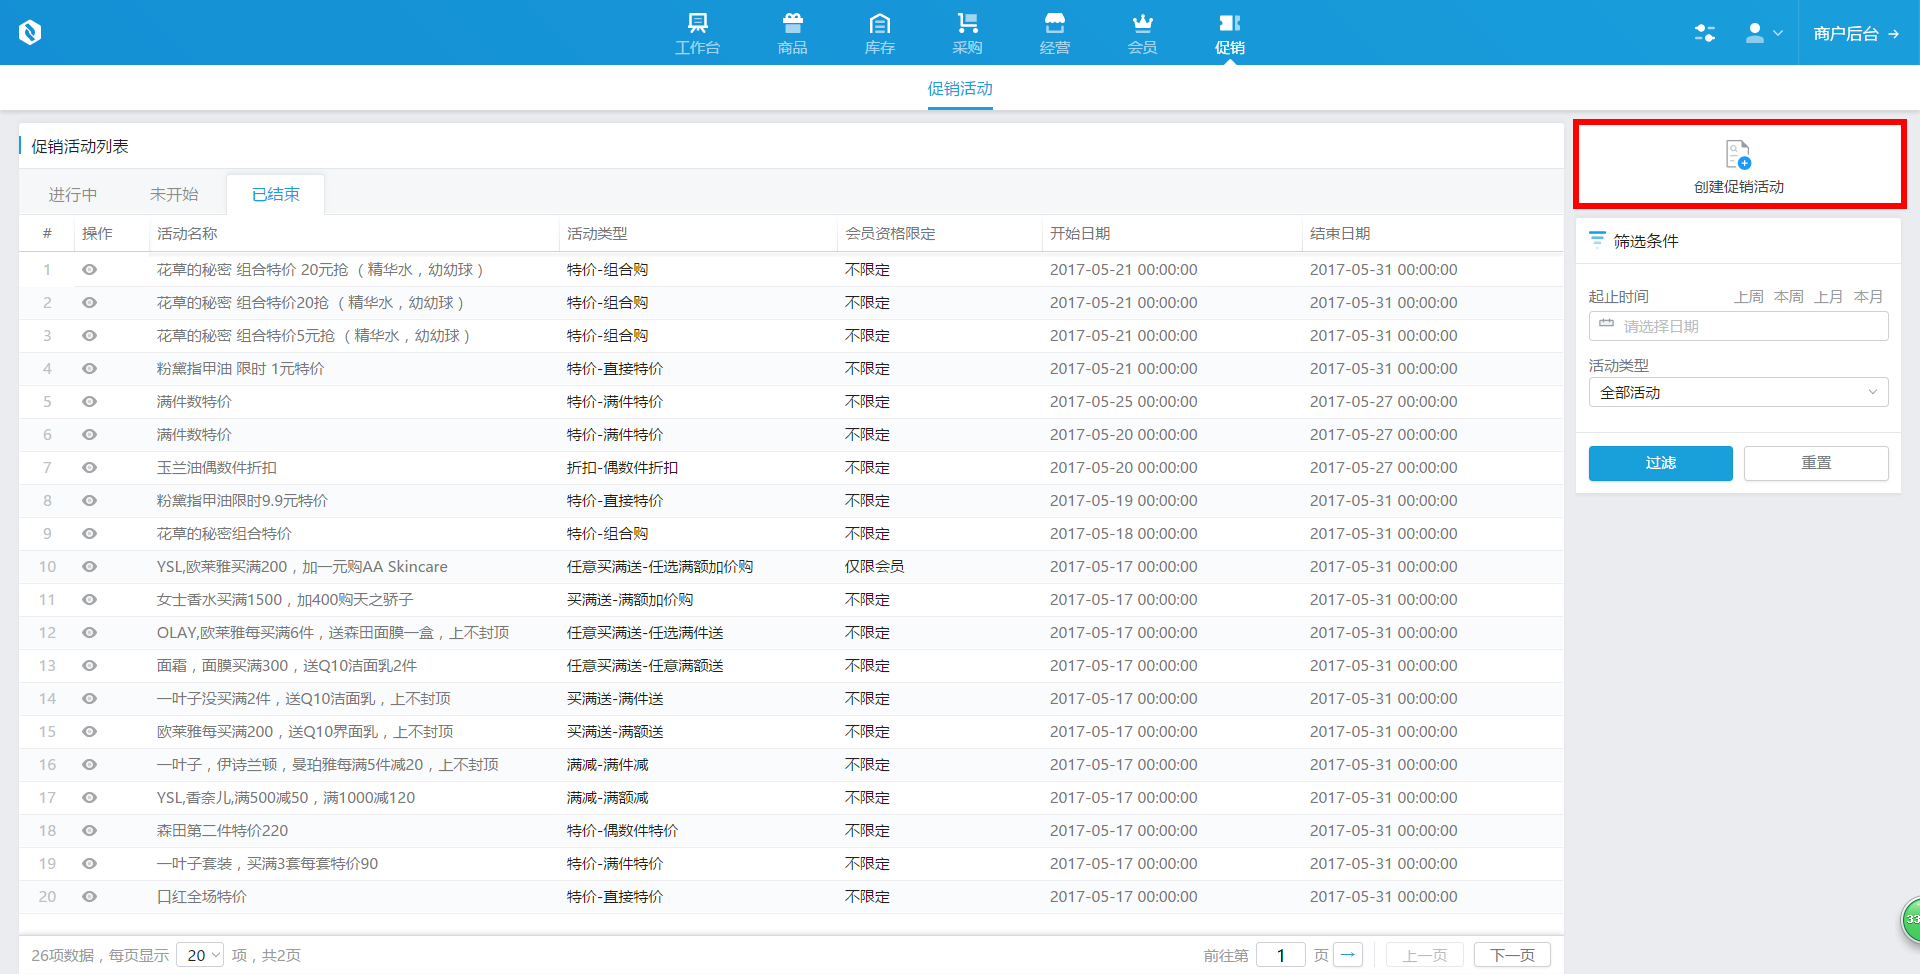 工作台 商品 库存 采购 经营 会员 促销 商户后台 →
促销活动
促销活动列表
进行中 未开始 已结束
# 操作 活动名称 活动类型 会员资格限定 开始日期 结束日期
1 花草的秘密 组合特价 20元抢（精华水，幼幼球） 特价-组合购 不限定 2017-05-21 00:00:00 2017-05-31 00:00:00
2 花草的秘密 组合特价20抢（精华水，幼幼球） 特价-组合购 不限定 2017-05-21 00:00:00 2017-05-31 00:00:00
3 花草的秘密 组合特价5元抢（精华水，幼幼球） 特价-组合购 不限定 2017-05-21 00:00:00 2017-05-31 00:00:00
4 粉黛指甲油 限时 1元特价 特价-直接特价 不限定 2017-05-21 00:00:00 2017-05-31 00:00:00
5 满件数特价 特价-满件特价 不限定 2017-05-25 00:00:00 2017-05-27 00:00:00
6 满件数特价 特价-满件特价 不限定 2017-05-20 00:00:00 2017-05-27 00:00:00
7 玉兰油偶数件折扣 折扣-偶数件折扣 不限定 2017-05-20 00:00:00 2017-05-27 00:00:00
8 粉黛指甲油限时9.9元特价 特价-直接特价 不限定 2017-05-19 00:00:00 2017-05-31 00:00:00
9 花草的秘密组合特价 特价-组合购 不限定 2017-05-18 00:00:00 2017-05-31 00:00:00
10 YSL,欧莱雅买满200，加一元购AA Skincare 任意买满送-任选满额加价购 仅限会员 2017-05-17 00:00:00 2017-05-31 00:00:00
11 女士香水买满1500，加400购天之骄子 买满送-满额加价购 不限定 2017-05-17 00:00:00 2017-05-31 00:00:00
12 OLAY,欧莱雅每买满6件，送森田面膜一盒，上不封顶 任意买满送-任选满件送 不限定 2017-05-17 00:00:00 2017-05-31 00:00:00
13 面霜，面膜买满300，送Q10洁面乳2件 任意买满送-任意满额送 不限定 2017-05-17 00:00:00 2017-05-31 00:00:00
14 一叶子没买满2件，送Q10洁面乳，上不封顶 买满送-满件送 不限定 2017-05-17 00:00:00 2017-05-31 00:00:00
15 欧莱雅每买满200，送Q10界面乳，上不封顶 买满送-满额送 不限定 2017-05-17 00:00:00 2017-05-31 00:00:00
16 一叶子，伊诗兰顿，曼珀雅每满5件减20，上不封顶 满减-满件减 不限定 2017-05-17 00:00:00 2017-05-31 00:00:00
17 YSL,香奈儿,满500减50，满1000减120 满减-满额减 不限定 2017-05-17 00:00:00 2017-05-31 00:00:00
18 森田第二件特价220 特价-偶数件特价 不限定 2017-05-17 00:00:00 2017-05-31 00:00:00
19 一叶子套装，买满3套每套特价90 特价-满件特价 不限定 2017-05-17 00:00:00 2017-05-31 00:00:00
20 口红全场特价 特价-直接特价 不限定 2017-05-17 00:00:00 2017-05-31 00:00:00
26项数据，每页显示 20 项，共2页 前往第 1 页 → 上一页 下一页
创建促销活动
筛选条件
起止时间 上周 本周 上月 本月
请选择日期
活动类型
全部活动
过滤 重置
33